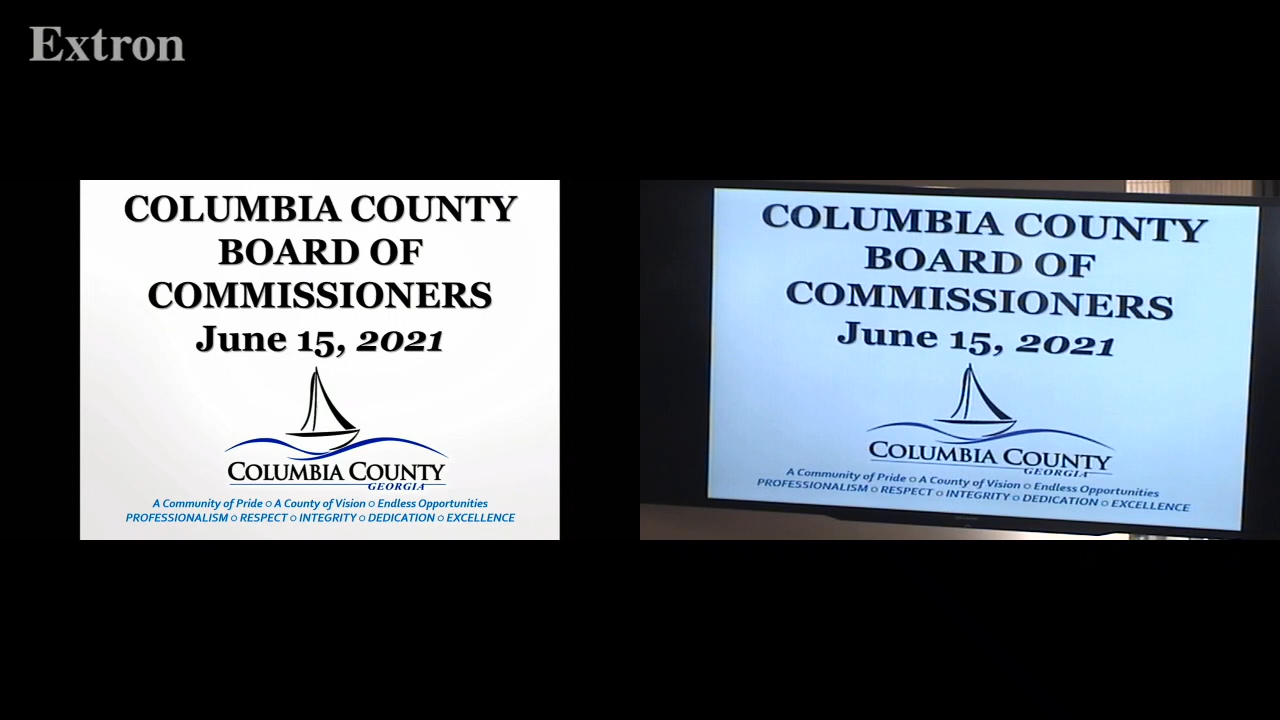 Extron
COLUMBIA COUNTY
BOARD OF
COMMISSIONERS
June 15, 2021
COLUMBIA COUNTY
GEORGIA
A Community of Pride ○ A County of Vision ○ Endless Opportunities
PROFESSIONALISM ○ RESPECT ○ INTEGRITY ○ DEDICATION ○ EXCELLENCE
COLUMBIA COUNTY
BOARD OF
COMMISSIONERS
June 15, 2021
COLUMBIA COUNTY
GEORGIA
A Community of Pride ○ A County of Vision ○ Endless Opportunities
PROFESSIONALISM ○ RESPECT ○ INTEGRITY ○ DEDICATION ○ EXCELLENCE